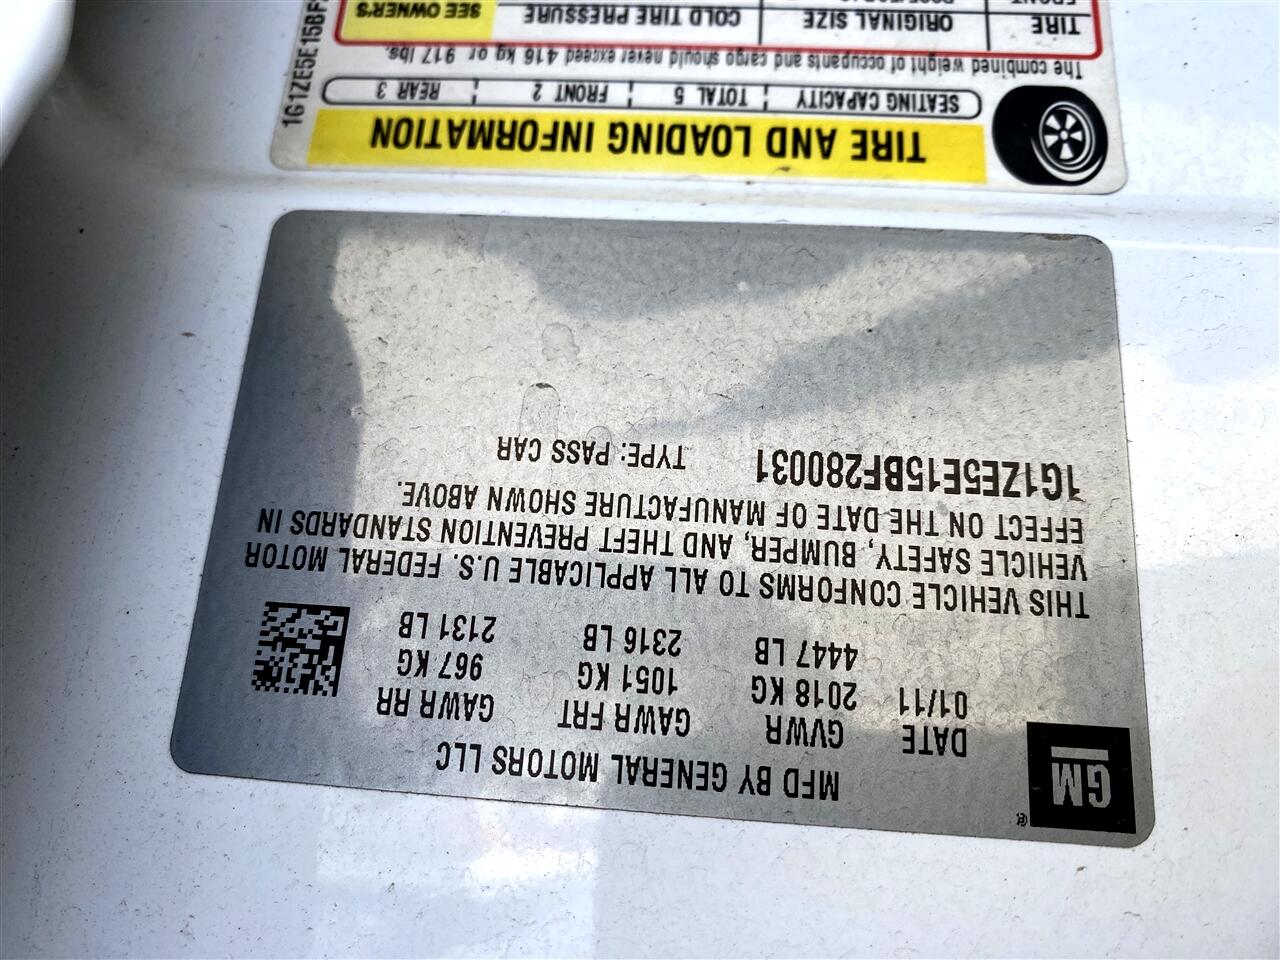 GM
®
MFD BY GENERAL MOTORS LLC
DATE GVWR GAWR FRT GAWR RR
01/11 2018 KG 1051 KG 967 KG
4447 LB 2316 LB 2131 LB
THIS VEHICLE CONFORMS TO ALL APPLICABLE U.S. FEDERAL MOTOR
VEHICLE SAFETY, BUMPER, AND THEFT PREVENTION STANDARDS IN
EFFECT ON THE DATE OF MANUFACTURE SHOWN ABOVE.
1G1ZE5E15BF280031 TYPE: PASS CAR
TIRE AND LOADING INFORMATION
SEATING CAPACITY TOTAL 5 FRONT 2 REAR 3
The combined weight of occupants and cargo should never exceed 416 kg or 917 lbs.
TIRE ORIGINAL SIZE COLD TIRE PRESSURE SEE OWNER'S
1G1ZE5E15BF